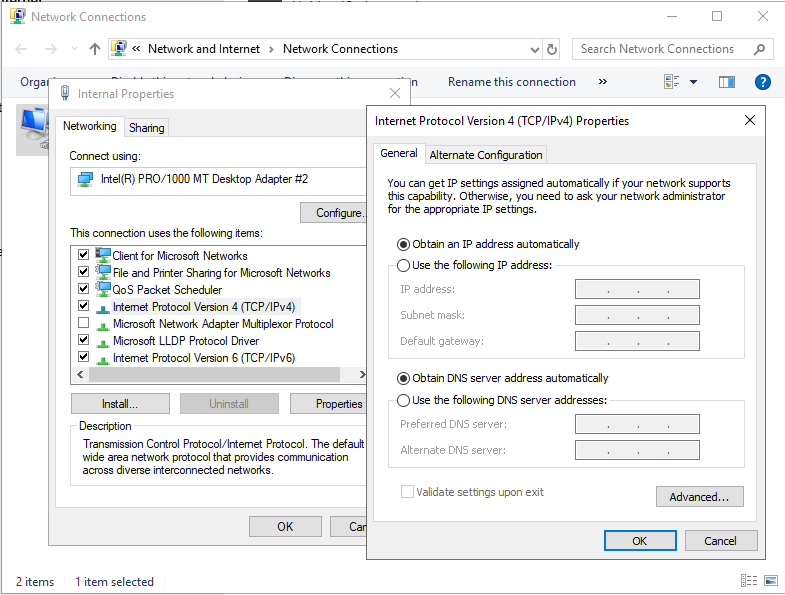 Network Connections
« Network and Internet > Network Connections
Search Network Connections
Rename this connection »
Internal Properties
Networking
Sharing
Connect using:
Intel(R) PRO/1000 MT Desktop Adapter #2
Configure..
This connection uses the following items:
Client for Microsoft Networks
File and Printer Sharing for Microsoft Networks
QoS Packet Scheduler
Internet Protocol Version 4 (TCP/IPv4)
Microsoft Network Adapter Multiplexor Protocol
Microsoft LLDP Protocol Driver
Internet Protocol Version 6 (TCP/IPv6)
Install...
Uninstall
Properties
Description
Transmission Control Protocol/Internet Protocol. The default
wide area network protocol that provides communication
across diverse interconnected networks.
OK
Internet Protocol Version 4 (TCP/IPv4) Properties
General
Alternate Configuration
You can get IP settings assigned automatically if your network supports
this capability. Otherwise, you need to ask your network administrator
for the appropriate IP settings.
Obtain an IP address automatically
Use the following IP address:
IP address:
Subnet mask:
Default gateway:
Obtain DNS server address automatically
Use the following DNS server addresses:
Preferred DNS server:
Alternate DNS server:
Validate settings upon exit
Advanced...
OK
Cancel
2 items
1 item selected